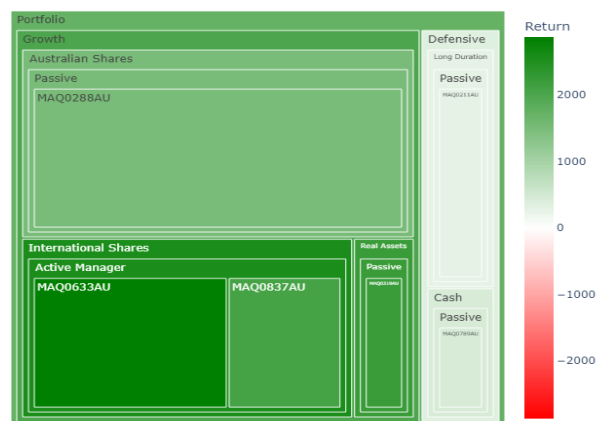 Portfolio
Growth
Australian Shares
Passive
MAQ0288AU
International Shares
Active Manager
MAQ0633AU
MAQ0837AU
Real Assets
Passive
Defensive
Long Duration
Passive
MAQ0211AU
Cash
Passive
MAQ0789AU
Return
2000
1000
0
−1000
−2000